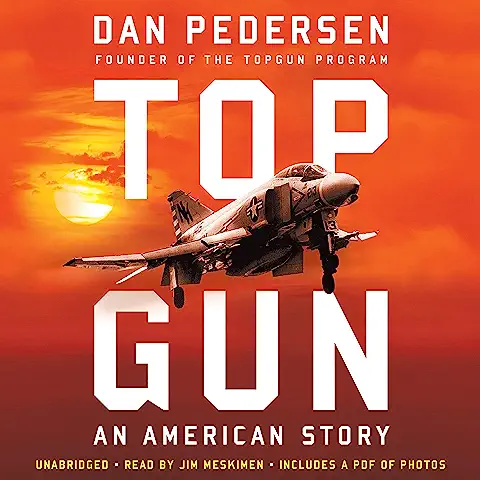 DAN PEDERSEN
FOUNDER OF THE TOPGUN PROGRAM
TOP
NK
GUN
AN AMERICAN STORY
UNABRIDGED • READ BY JIM MESKIMEN • INCLUDES A PDF OF PHOTOS